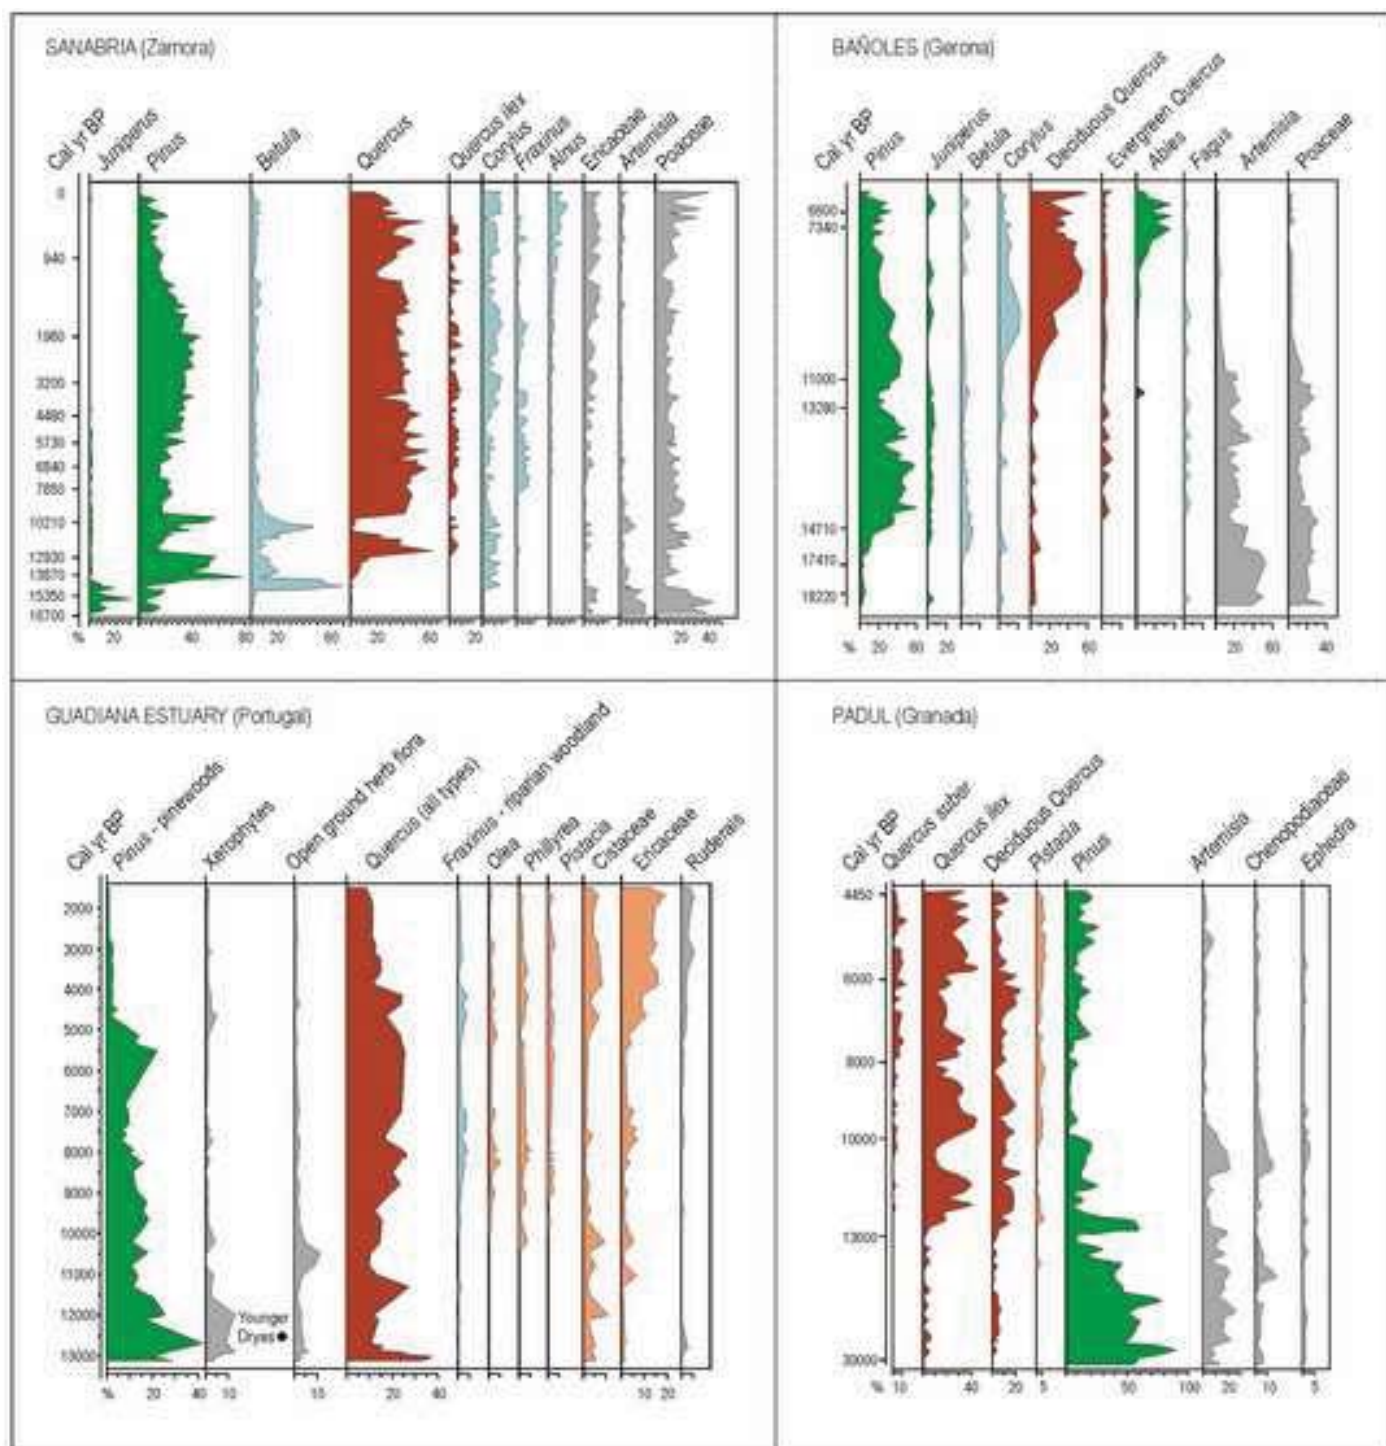 SANABRIA (Zamora)
Cal yr BP
Juniperus
Pinus
Betula
Quercus
Quercus ilex
Corylus
Fraxinus
Alnus
Ericaceae
Artemisia
Poaceae
0
940
1960
3200
4480
5730
6540
7850
10210
12930
13670
15350
16700
% 20 40 80 20 60 20 60 20 20 40
BAÑOLES (Gerona)
Cal yr BP
Pinus
Juniperus
Betula
Corylus
Deciduous Quercus
Evergreen Quercus
Abies
Fagus
Artemisia
Poaceae
6600
7340
11000
13280
14710
17410
% 20 60 20 60 20 60 40
GUADIANA ESTUARY (Portugal)
Cal yr BP
Pinus - pinewoods
Xerophytes
Open ground herb flora
Quercus (all types)
Fraxinus - riparian woodland
Olea
Phillyrea
Pistacia
Cistaceae
Ericaceae
Ruderals
2000
3000
4000
5000
6000
7000
8000
9000
10000
11000
12000
13000
Younger
Dryas
% 20 40 10 20 40 10 20
PADUL (Granada)
Cal yr BP
Quercus suber
Quercus ilex
Deciduous Quercus
Pistacia
Pinus
Artemisia
Chenopodiaceae
Ephedra
4450
6000
8000
10000
13000
30000
% 10 40 20 5 50 100 20 10 5